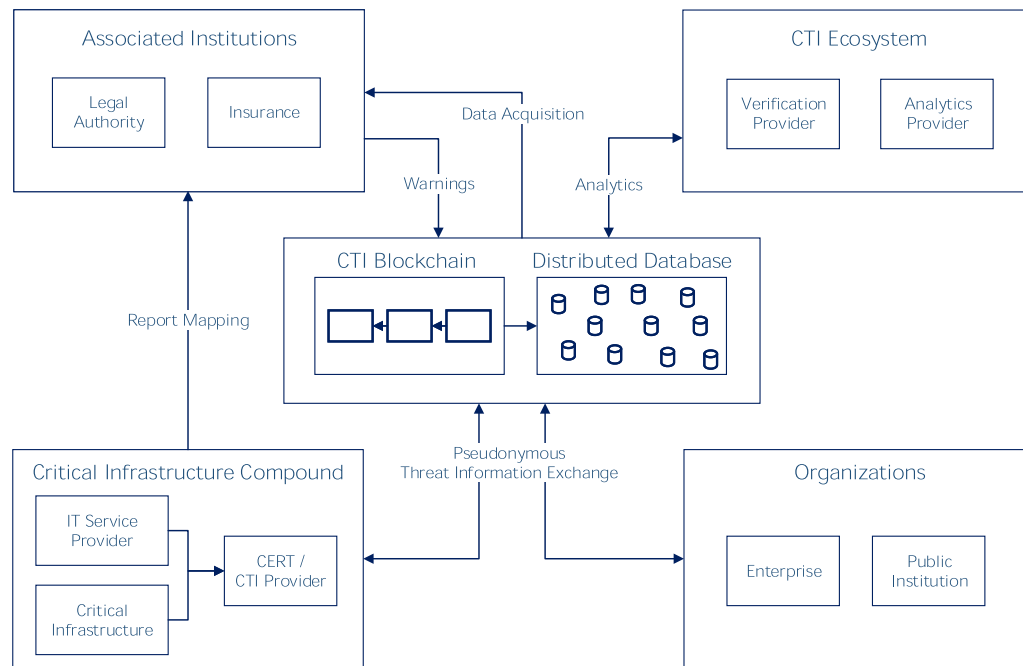 Associated Institutions
Legal
Authority
Insurance
CTI Ecosystem
Verification
Provider
Analytics
Provider
Data Acquisition
Warnings
Analytics
CTI Blockchain
Distributed Database
Report Mapping
Pseudonymous
Threat Information Exchange
Critical Infrastructure Compound
IT Service
Provider
CERT /
CTI Provider
Critical
Infrastructure
Organizations
Enterprise
Public
Institution